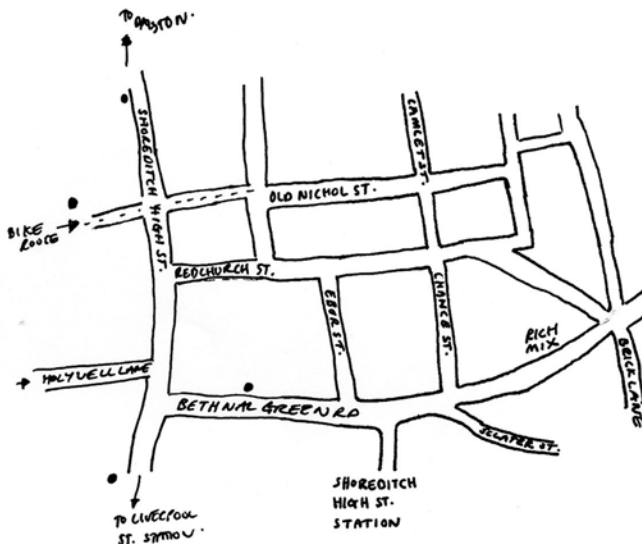 TO
DALSTON.
SHOREDITCH HIGH ST.
CAMLET ST.
OLD NICHOL ST.
BIKE
ROUTE
REDCHURCH ST.
EBOR ST.
CHANCE ST.
RICH
MIX
BRICK LANE
HOLYWELL LANE
BETHNAL GREEN RD
SCLATER ST.
SHOREDITCH
HIGH ST.
STATION
TO LIVERPOOL
ST. STATION.